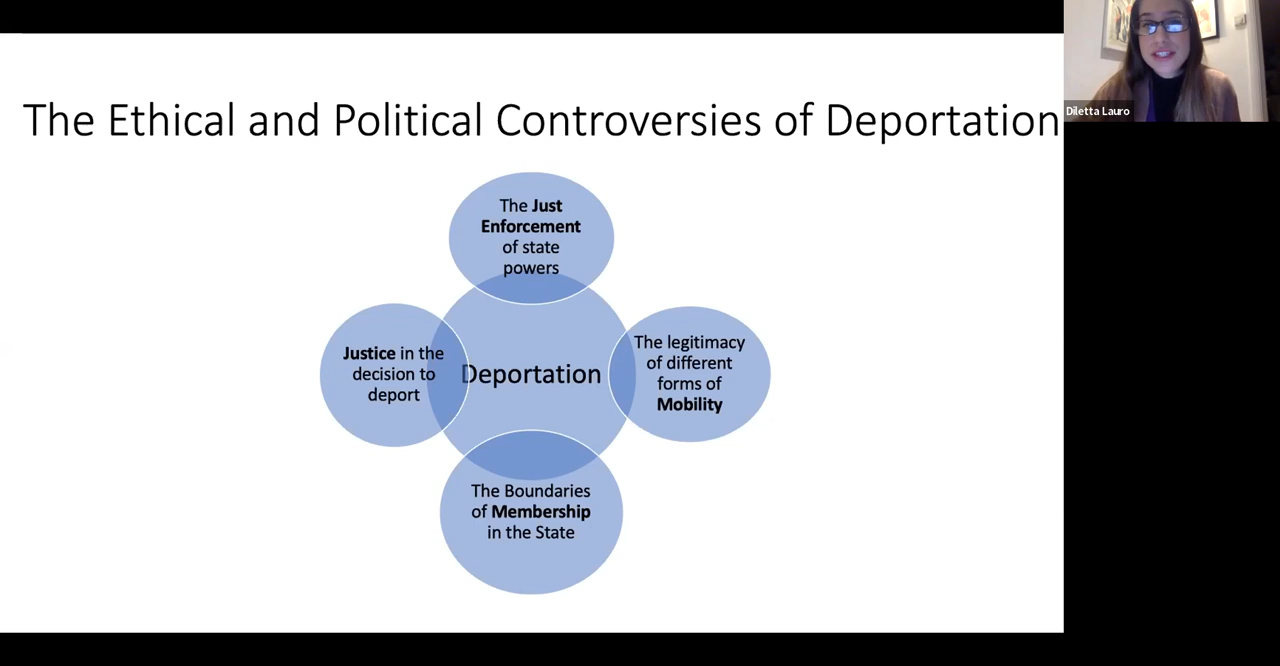 The Ethical and Political Controversies of Deportation
Diletta Lauro
The Just
Enforcement
of state
powers
Justice in the
decision to
deport
Deportation
The legitimacy
of different
forms of
Mobility
The Boundaries
of Membership
in the State